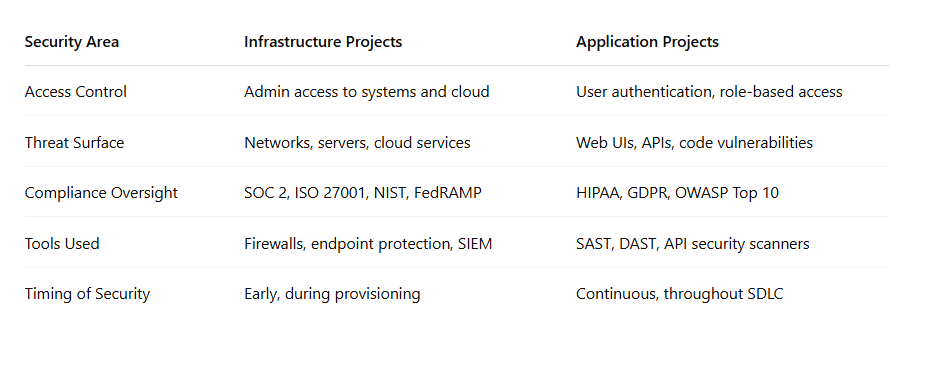 Security Area Infrastructure Projects Application Projects
Access Control Admin access to systems and cloud User authentication, role-based access
Threat Surface Networks, servers, cloud services Web UIs, APIs, code vulnerabilities
Compliance Oversight SOC 2, ISO 27001, NIST, FedRAMP HIPAA, GDPR, OWASP Top 10
Tools Used Firewalls, endpoint protection, SIEM SAST, DAST, API security scanners
Timing of Security Early, during provisioning Continuous, throughout SDLC